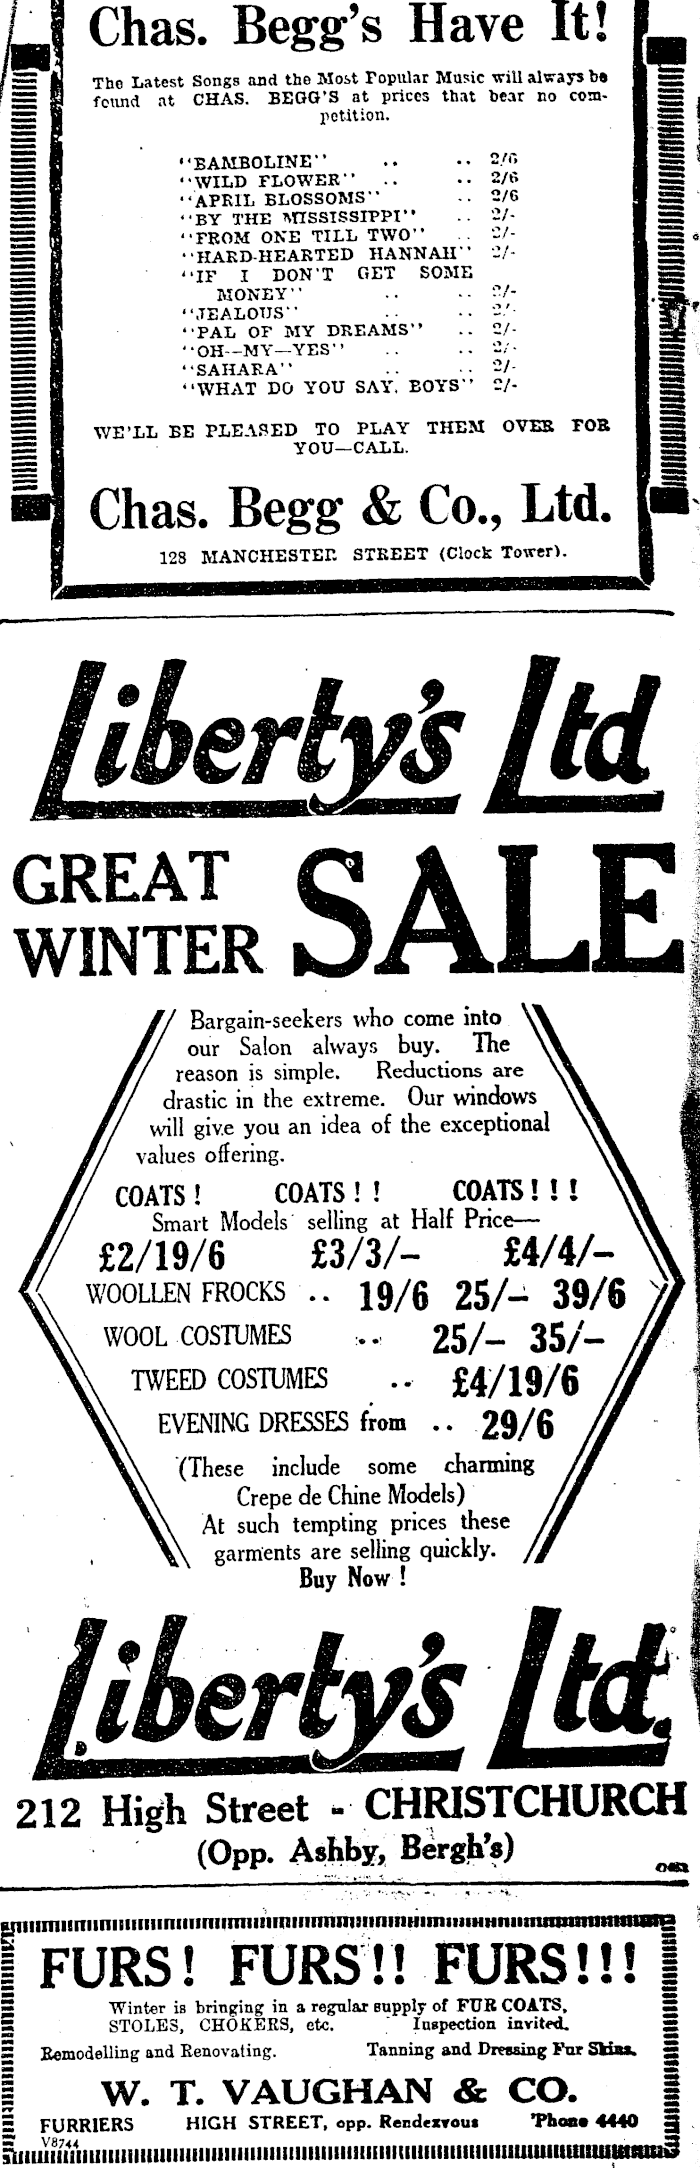 Chas. Begg's Have It!
The Latest Songs and the Most Popular Music will always be
found at CHAS. BEGG'S at prices that bear no com-
petition.
"BAMBOLINE" .. .. 2/6
"WILD FLOWER" .. .. 2/6
"APRIL BLOSSOMS" .. 2/6
"BY THE MISSISSIPPI" .. 2/-
"FROM ONE TILL TWO" .. 2/-
"HARD-HEARTED HANNAH" 2/-
"IF I DON'T GET SOME
MONEY" .. .. 2/-
"JEALOUS" .. .. 2/-
"PAL OF MY DREAMS" .. 2/-
"OH--MY—YES" .. .. 2/-
"SAHARA" .. .. 2/-
"WHAT DO YOU SAY, BOYS" 2/-
WE'LL BE PLEASED TO PLAY THEM OVER FOR
YOU—CALL.
Chas. Begg & Co., Ltd.
128 MANCHESTER STREET (Clock Tower).
Liberty's Ltd
GREAT WINTER SALE
Bargain-seekers who come into
our Salon always buy. The
reason is simple. Reductions are
drastic in the extreme. Our windows
will give you an idea of the exceptional
values offering.
COATS ! COATS ! ! COATS ! ! !
Smart Models selling at Half Price—
£2/19/6 £3/3/– £4/4/–
WOOLLEN FROCKS .. 19/6 25/– 39/6
WOOL COSTUMES .. 25/– 35/–
TWEED COSTUMES .. £4/19/6
EVENING DRESSES from .. 29/6
(These include some charming
Crepe de Chine Models)
At such tempting prices these
garments are selling quickly.
Buy Now !
Liberty's Ltd.
212 High Street - CHRISTCHURCH
(Opp. Ashby, Bergh's)
FURS! FURS!! FURS!!!
Winter is bringing in a regular supply of FUR COATS,
STOLES, CHOKERS, etc. Inspection invited.
Remodelling and Renovating. Tanning and Dressing Fur Skins.
W. T. VAUGHAN & CO.
FURRIERS HIGH STREET, opp. Rendezvous 'Phone 4440
V8744